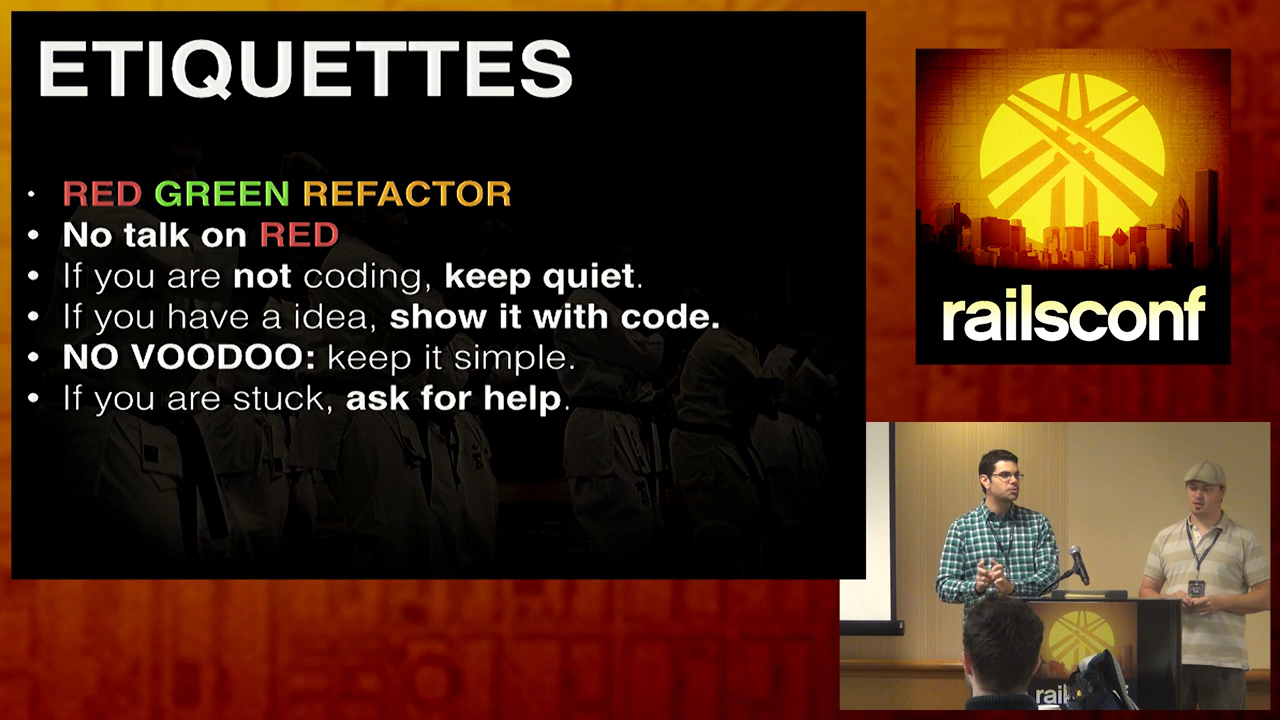 ETIQUETTES
· RED GREEN REFACTOR
• No talk on RED
• If you are not coding, keep quiet.
• If you have a idea, show it with code.
• NO VOODOO: keep it simple.
• If you are stuck, ask for help.
railsconf